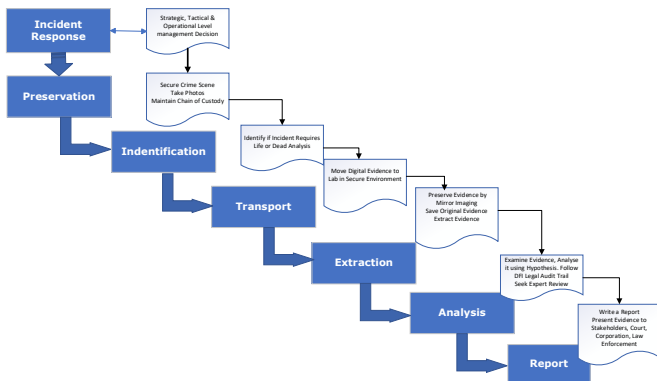 Incident
Response
Strategic, Tactical &
Operational Level
management Decision
Preservation
Secure Crime Scene
Take Photos
Maintain Chain of Custody
Indentification
Identify if Incident Requires
Life or Dead Analysis
Transport
Move Digital Evidence to
Lab in Secure Environment
Extraction
Preserve Evidence by
Mirror Imaging
Save Original Evidence
Extract Evidence
Analysis
Examine Evidence, Analyse
it using Hypothesis. Follow
DFI Legal Audit Trail
Seek Expert Review
Report
Write a Report
Present Evidence to
Stakeholders, Court,
Corporation, Law
Enforcement